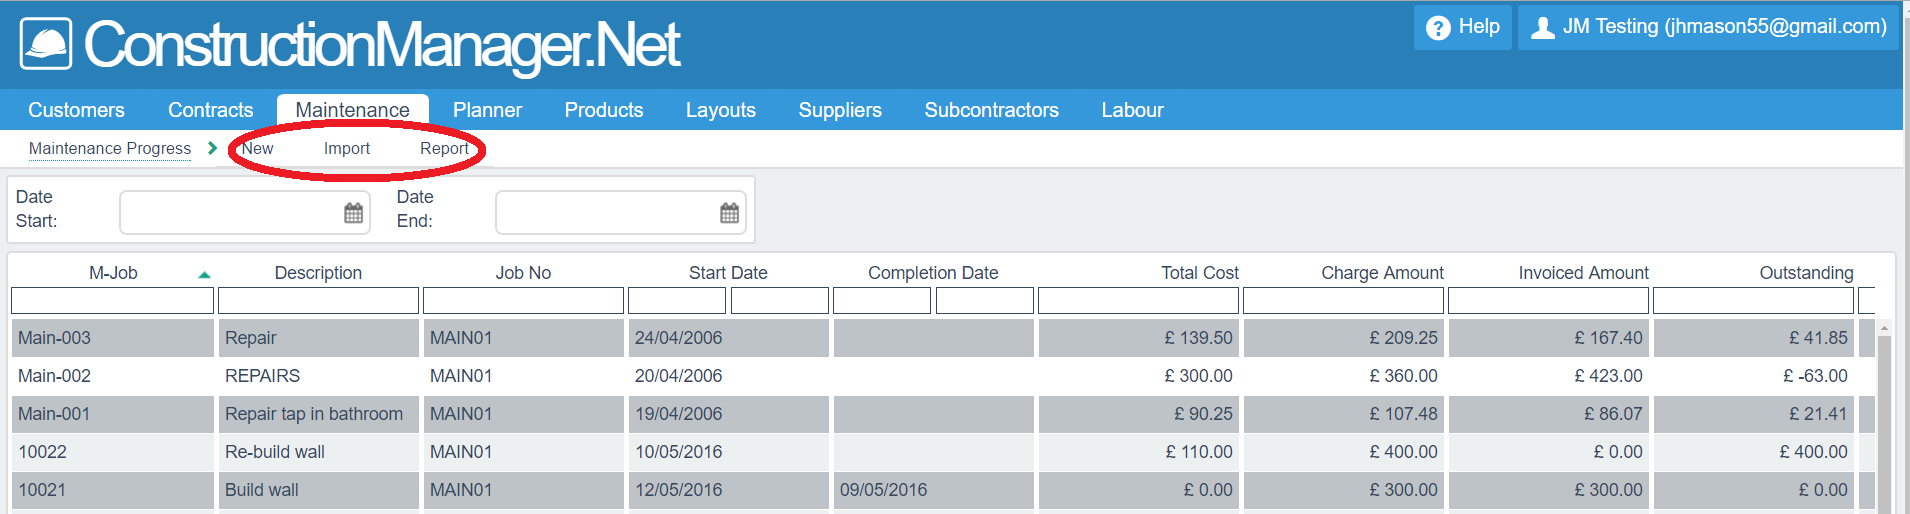 ConstructionManager.Net
Help
JM Testing (jhmason55@gmail.com)
Customers Contracts Maintenance Planner Products Layouts Suppliers Subcontractors Labour
Maintenance Progress New Import Report
Date Start: Date End:
M-Job Description Job No Start Date Completion Date Total Cost Charge Amount Invoiced Amount Outstanding
Main-003 Repair MAIN01 24/04/2006 £ 139.50 £ 209.25 £ 167.40 £ 41.85
Main-002 REPAIRS MAIN01 20/04/2006 £ 300.00 £ 360.00 £ 423.00 £ -63.00
Main-001 Repair tap in bathroom MAIN01 19/04/2006 £ 90.25 £ 107.48 £ 86.07 £ 21.41
10022 Re-build wall MAIN01 10/05/2016 £ 110.00 £ 400.00 £ 0.00 £ 400.00
10021 Build wall MAIN01 12/05/2016 09/05/2016 £ 0.00 £ 300.00 £ 300.00 £ 0.00